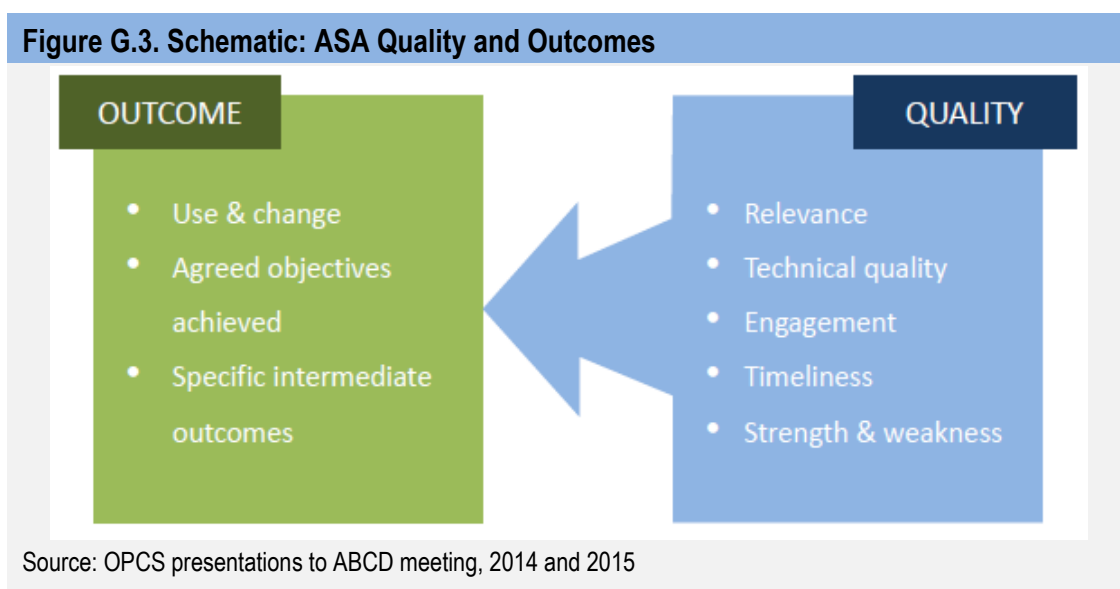 Figure G.3. Schematic: ASA Quality and Outcomes
OUTCOME
• Use & change
• Agreed objectives
achieved
• Specific intermediate
outcomes
QUALITY
• Relevance
• Technical quality
• Engagement
• Timeliness
• Strength & weakness
Source: OPCS presentations to ABCD meeting, 2014 and 2015